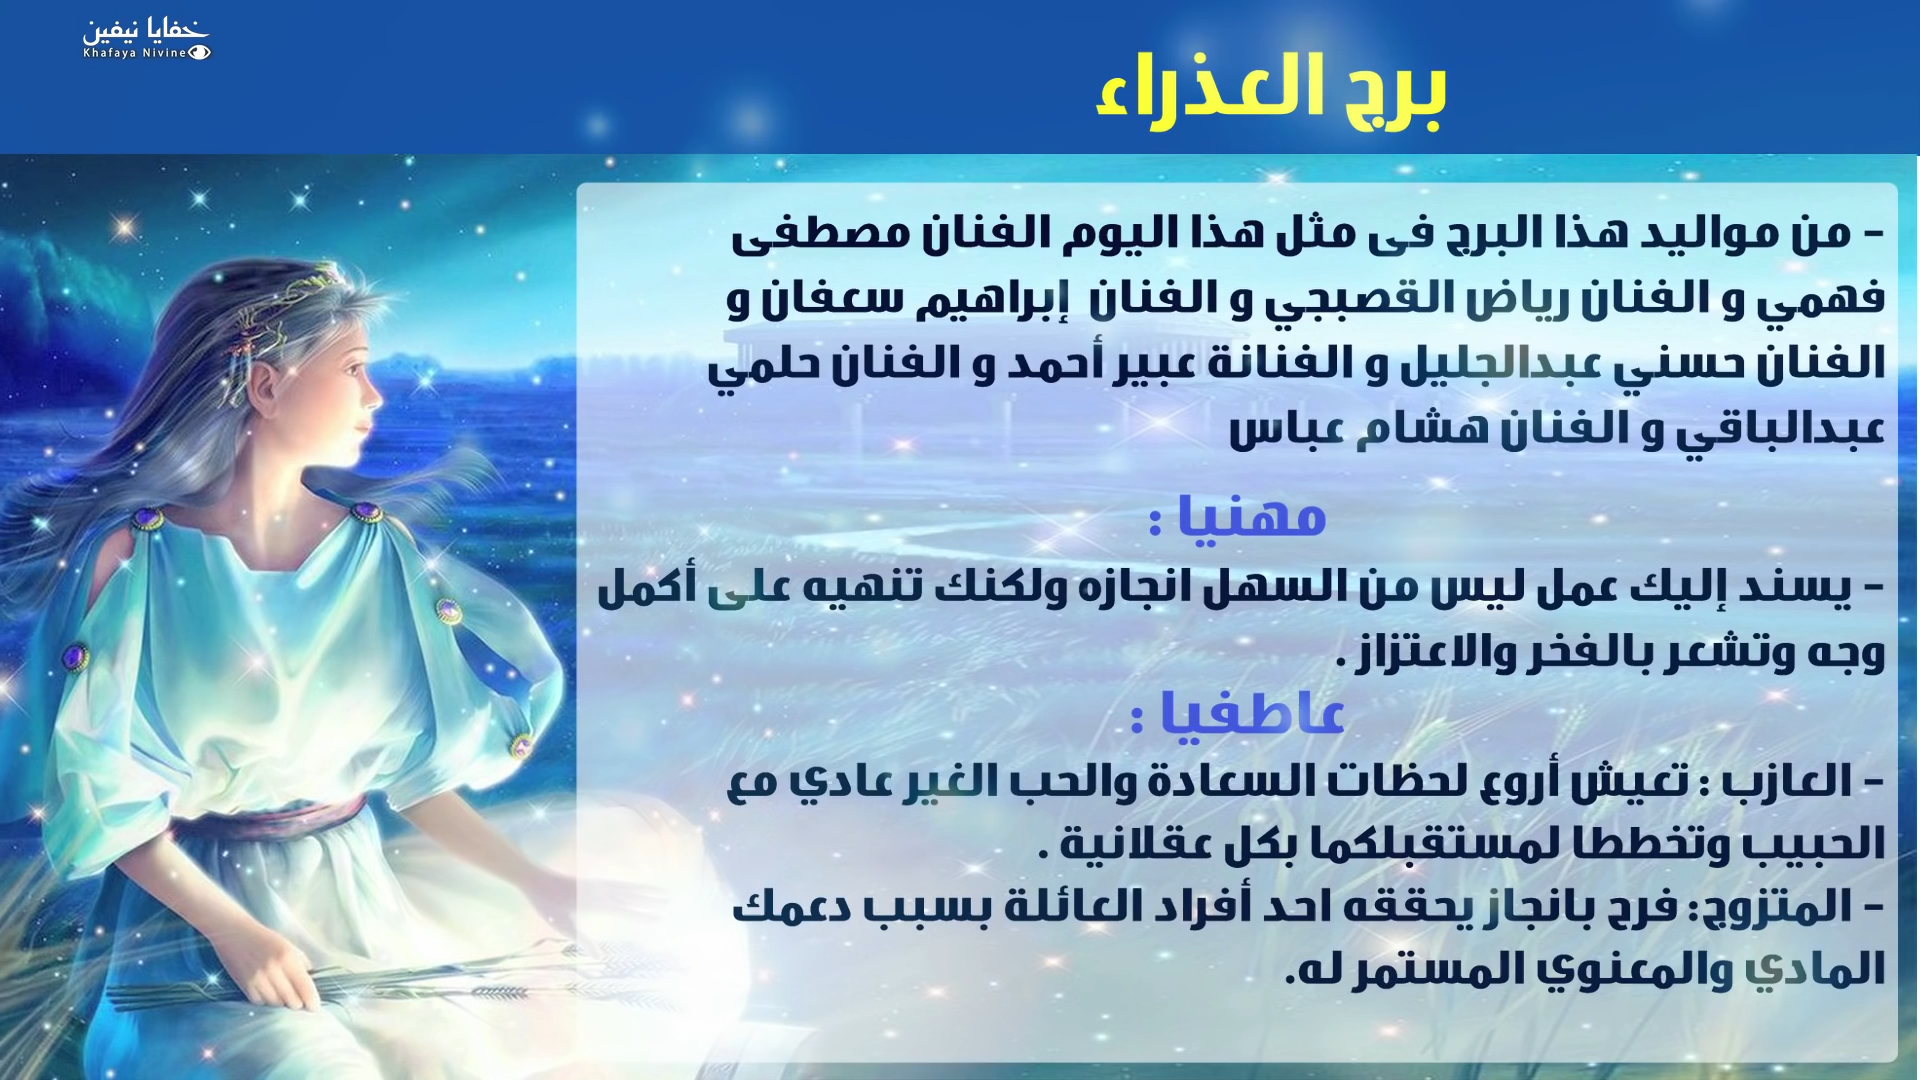 خفايا نيفين
Khafaya Nivine
برج العذراء
- من مواليد هذا البرج فى مثل هذا اليوم الفنان مصطفى
فهمي و الفنان رياض القصبجي و الفنان إبراهيم سعفان و
الفنان حسني عبدالجليل و الفنانة عبير أحمد و الفنان حلمي
عبدالباقي و الفنان هشام عباس
مهنيا :
- يسند إليك عمل ليس من السهل انجازه ولكنك تنهيه على أكمل
وجه وتشعر بالفخر والاعتزاز .
عاطفيا :
- العازب : تعيش أروع لحظات السعادة والحب الغير عادي مع
الحبيب وتخططا لمستقبلكما بكل عقلانية .
- المتزوج: فرح بانجاز يحققه احد أفراد العائلة بسبب دعمك
المادي والمعنوي المستمر له.